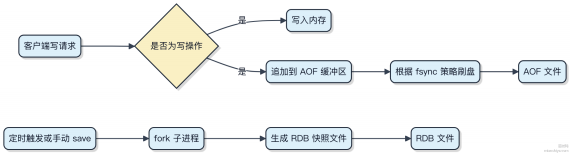 客户端写请求
是否为写操作
是
写入内存
是
追加到 AOF 缓冲区
根据 fsync 策略刷盘
AOF 文件
定时触发或手动 save
fork 子进程
生成 RDB 快照文件
RDB 文件